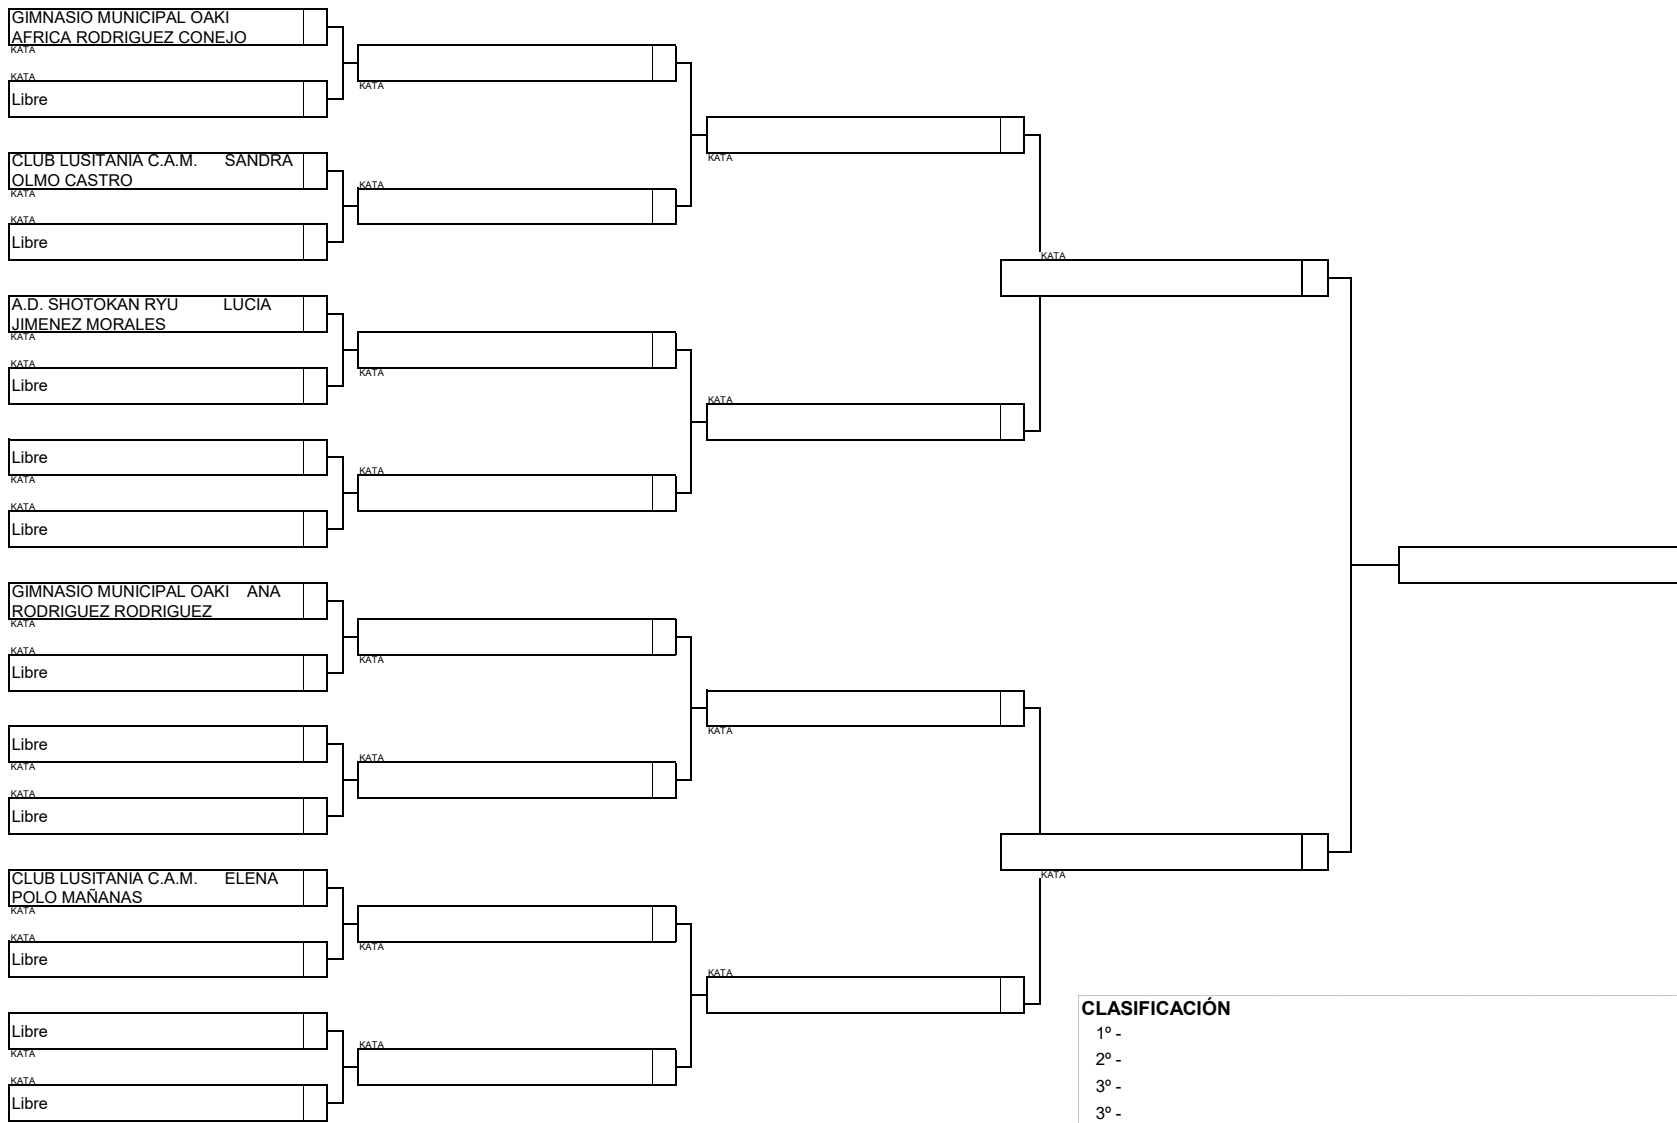 GIMNASIO MUNICIPAL OAKI
AFRICA RODRIGUEZ CONEJO
KATA
KATA
Libre
CLUB LUSITANIA C.A.M. SANDRA
OLMO CASTRO
KATA
KATA
Libre
A.D. SHOTOKAN RYU LUCIA
JIMENEZ MORALES
KATA
KATA
Libre
Libre
KATA
KATA
Libre
GIMNASIO MUNICIPAL OAKI ANA
RODRIGUEZ RODRIGUEZ
KATA
KATA
Libre
Libre
KATA
KATA
Libre
CLUB LUSITANIA C.A.M. ELENA
POLO MAÑANAS
KATA
KATA
Libre
Libre
KATA
KATA
Libre
KATA
KATA
KATA
KATA
KATA
KATA
KATA
KATA
KATA
KATA
KATA
KATA
KATA
KATA
CLASIFICACIÓN
1º -
2º -
3º -
3º -